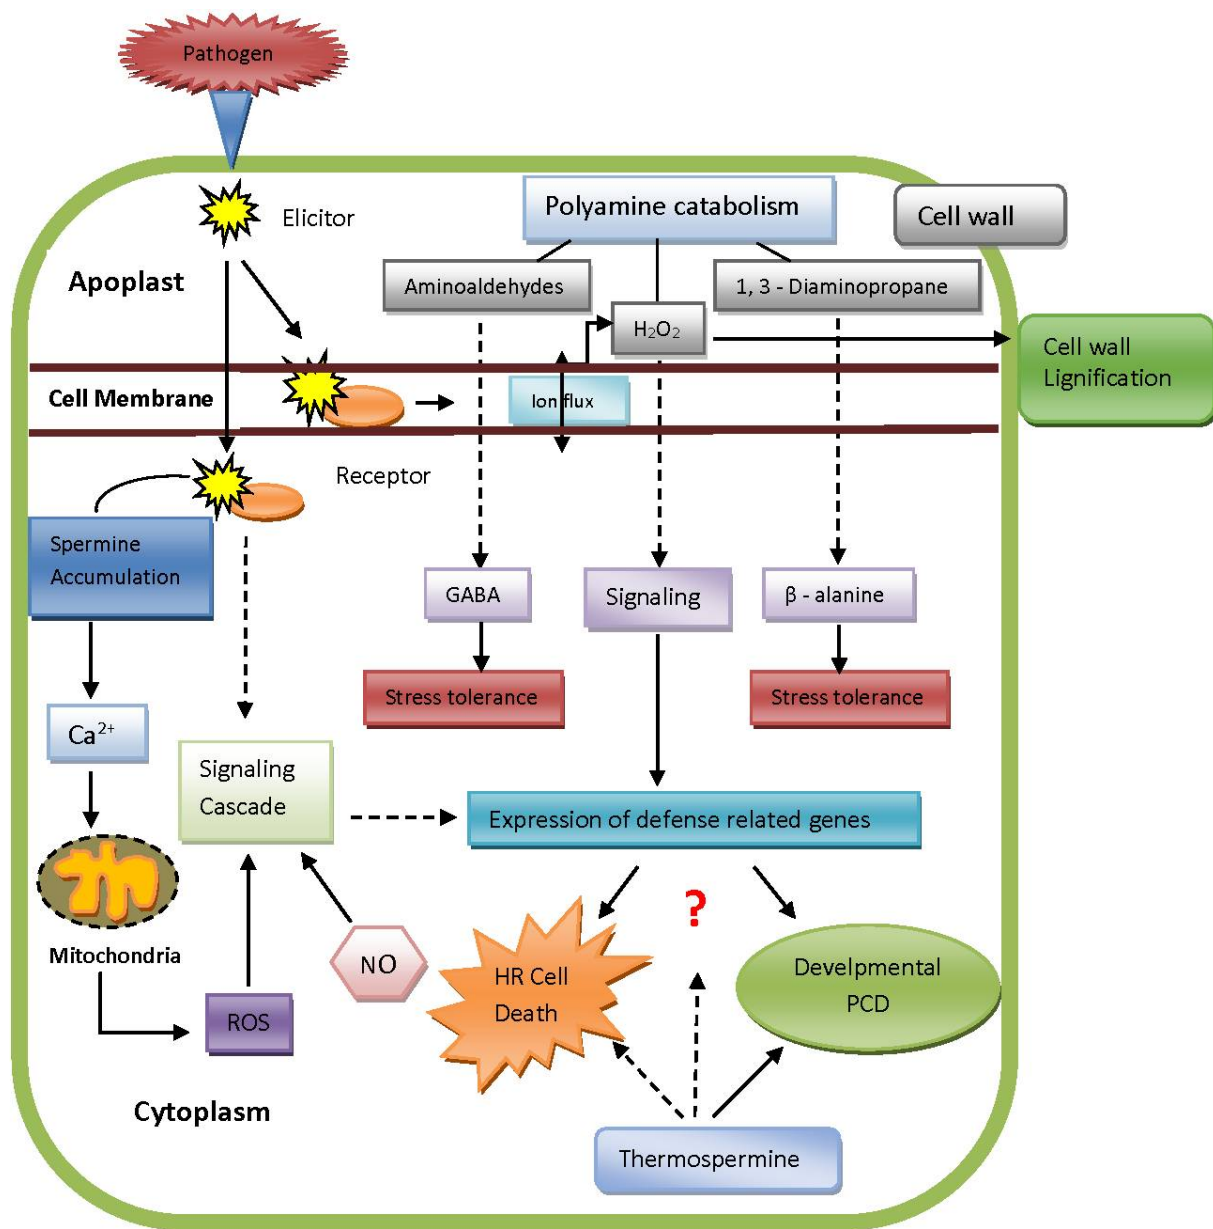 Pathogen
Elicitor
Polyamine catabolism
Cell wall
Apoplast
Aminoaldehydes
1, 3 - Diaminopropane
H₂O₂
Cell wall
Lignification
Cell Membrane
Ion flux
Receptor
Spermine
Accumulation
GABA
Signaling
β - alanine
Stress tolerance
Stress tolerance
Ca²⁺
Signaling
Cascade
Expression of defense related genes
?
Mitochondria
NO
HR Cell
Death
Develpmental
PCD
ROS
Cytoplasm
Thermospermine